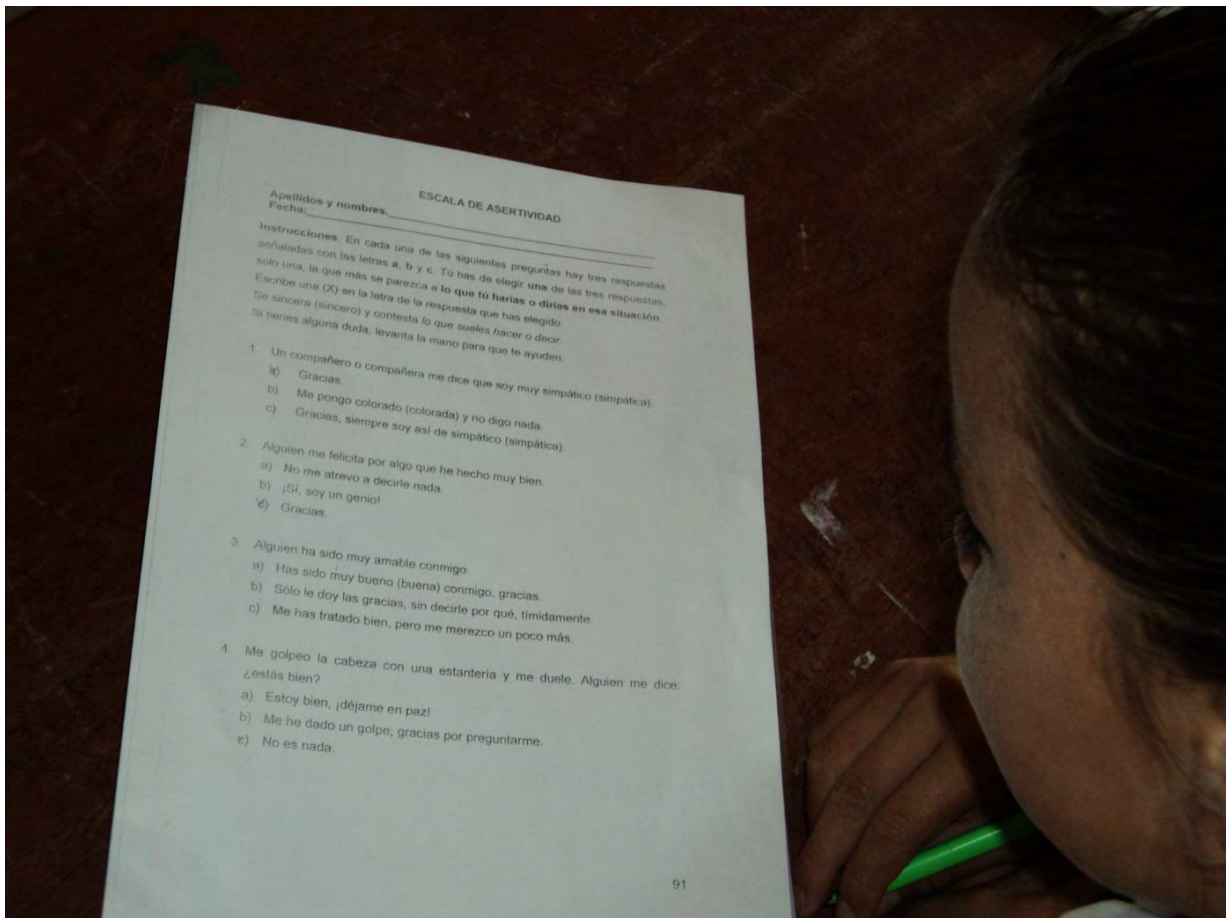 ESCALA DE ASERTIVIDAD
Apellidos y nombres.
Fecha:
Instrucciones. En cada una de las siguientes preguntas hay tres respuestas
señaladas con las letras a, b y c. Tú has de elegir una de las tres respuestas,
solo una, la que más se parezca a lo que tú harías o dirías en esa situación
Escribe una (X) en la letra de la respuesta que has elegido.
Se sincera (sincero) y contesta lo que sueles hacer o decir
Si tienes alguna duda, levanta la mano para que te ayuden.
1. Un compañero o compañera me dice que soy muy simpático (simpática).
a) Gracias.
b) Me pongo colorado (colorada) y no digo nada.
c) Gracias, siempre soy así de simpático (simpática).
2. Alguien me felicita por algo que he hecho muy bien.
a) No me atrevo a decirle nada.
b) ¡Sí, soy un genio!
c) Gracias.
3. Alguien ha sido muy amable conmigo.
a) Has sido muy bueno (buena) conmigo, gracias.
b) Sólo le doy las gracias, sin decirle por qué, tímidamente.
c) Me has tratado bien, pero me merezco un poco más.
4. Me golpeo la cabeza con una estantería y me duele. Alguien me dice:
¿estás bien?
a) Estoy bien, ¡déjame en paz!
b) Me he dado un golpe, gracias por preguntarme.
c) No es nada.
91